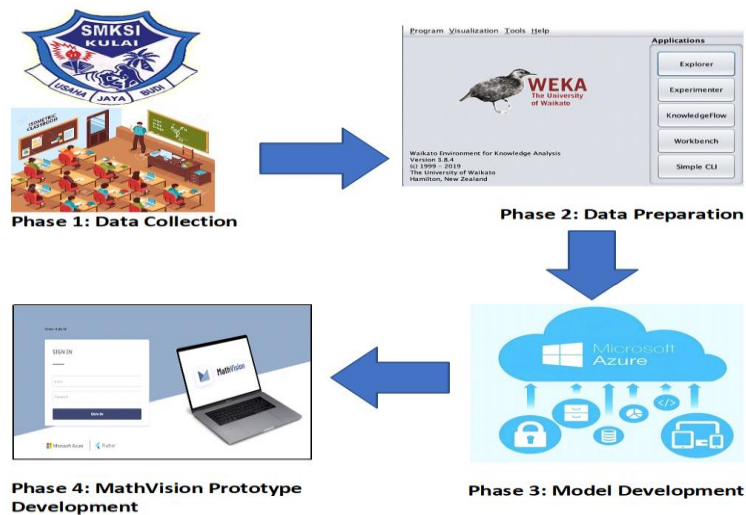 SMKSI
KULAI
USAHA JAYA BUDI
ISOMETRIC
CLASSROOM
Phase 1: Data Collection
Program Visualization Tools Help
Applications
Explorer
Experimenter
KnowledgeFlow
Workbench
Simple CLI
WEKA
The University
of Waikato
Waikato Environment for Knowledge Analysis
Version 3.8.4
(c) 1999 - 2019
The University of Waikato
Hamilton, New Zealand
Phase 2: Data Preparation
Microsoft
Azure
</>
Phase 3: Model Development
SIGN IN
Sign In
MathVision
Microsoft Azure
Flutter
Phase 4: MathVision Prototype
Development